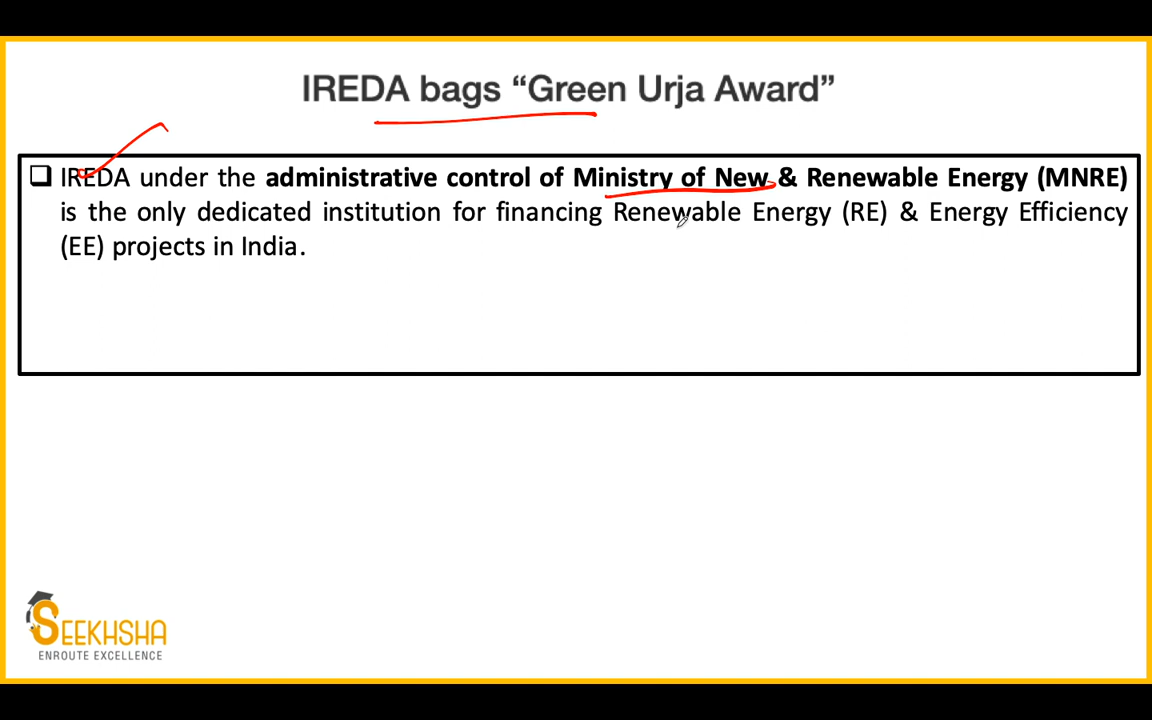 IREDA bags “Green Urja Award”
❑ IREDA under the administrative control of Ministry of New & Renewable Energy (MNRE)
is the only dedicated institution for financing Renewable Energy (RE) & Energy Efficiency
(EE) projects in India.
SEEKHSHA
ENROUTE EXCELLENCE